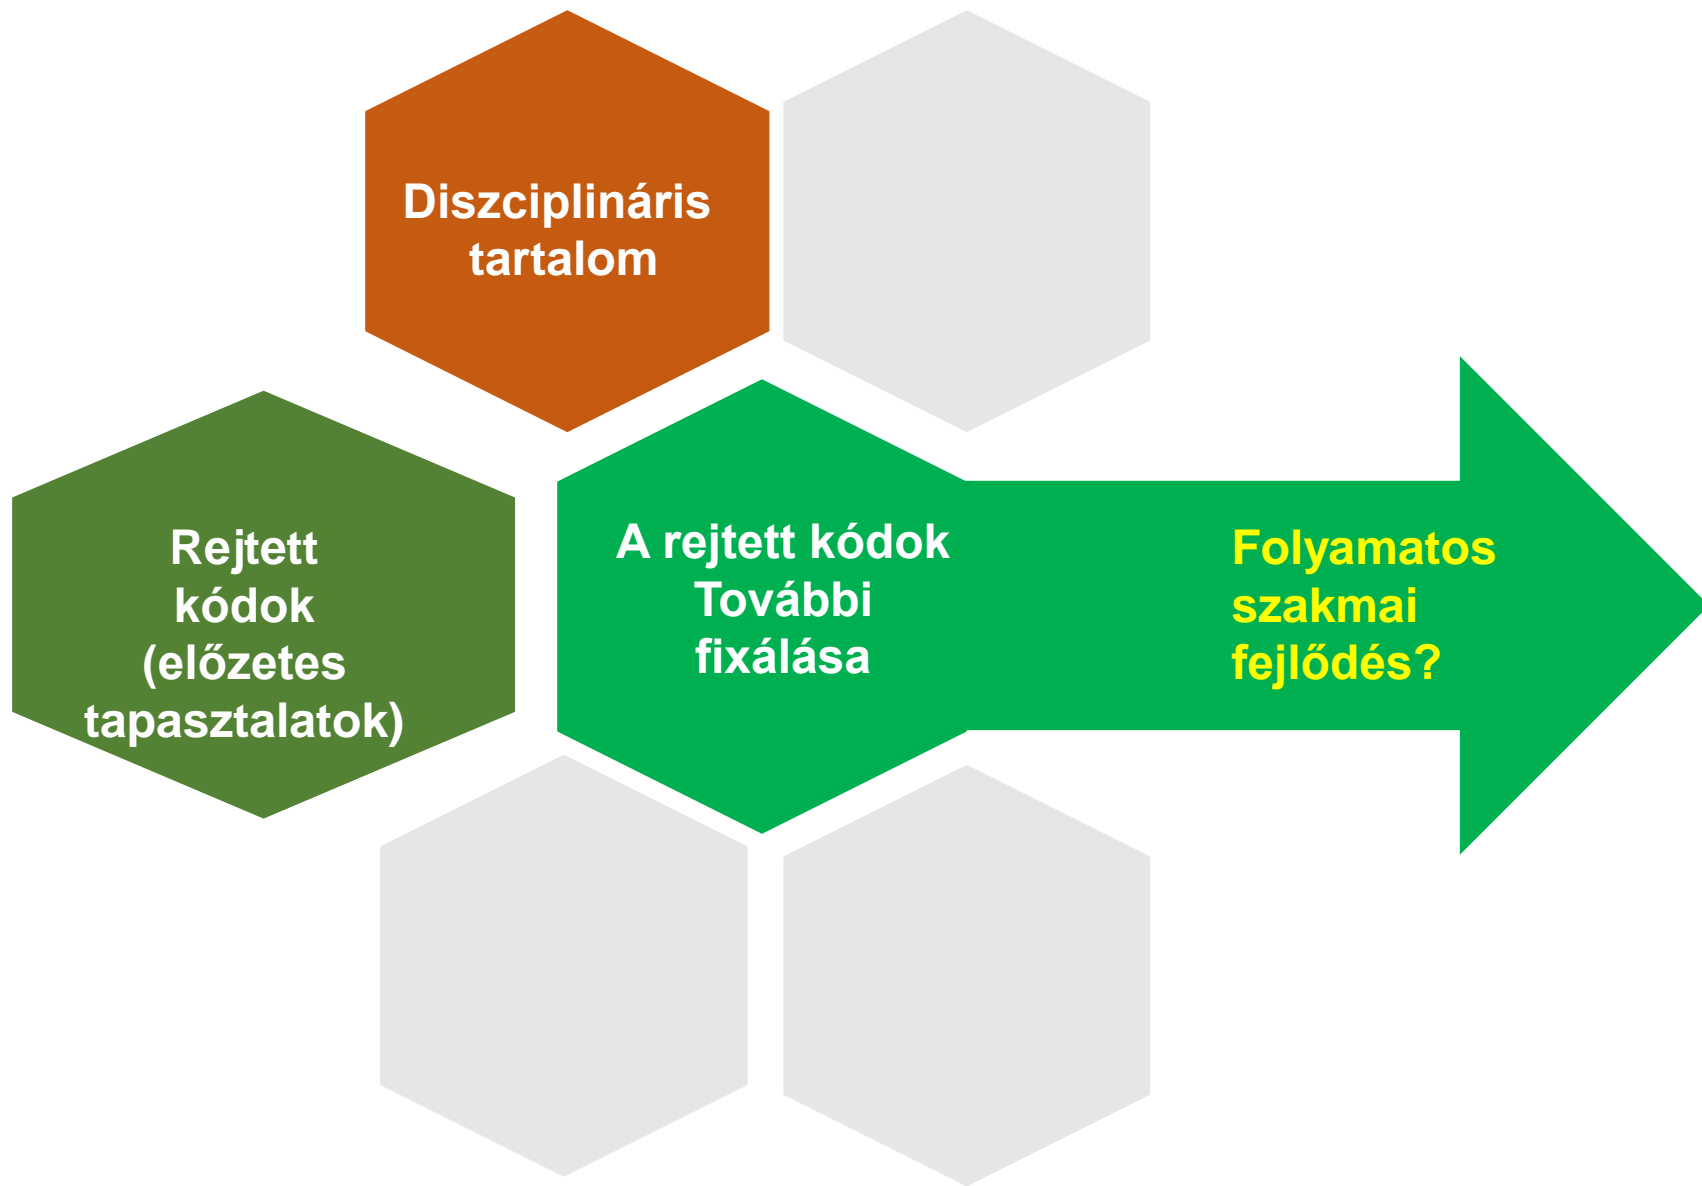 Diszciplináris
tartalom
Rejtett
kódok
(előzetes
tapasztalatok)
A rejtett kódok
További
fixálása
Folyamatos
szakmai
fejlődés?